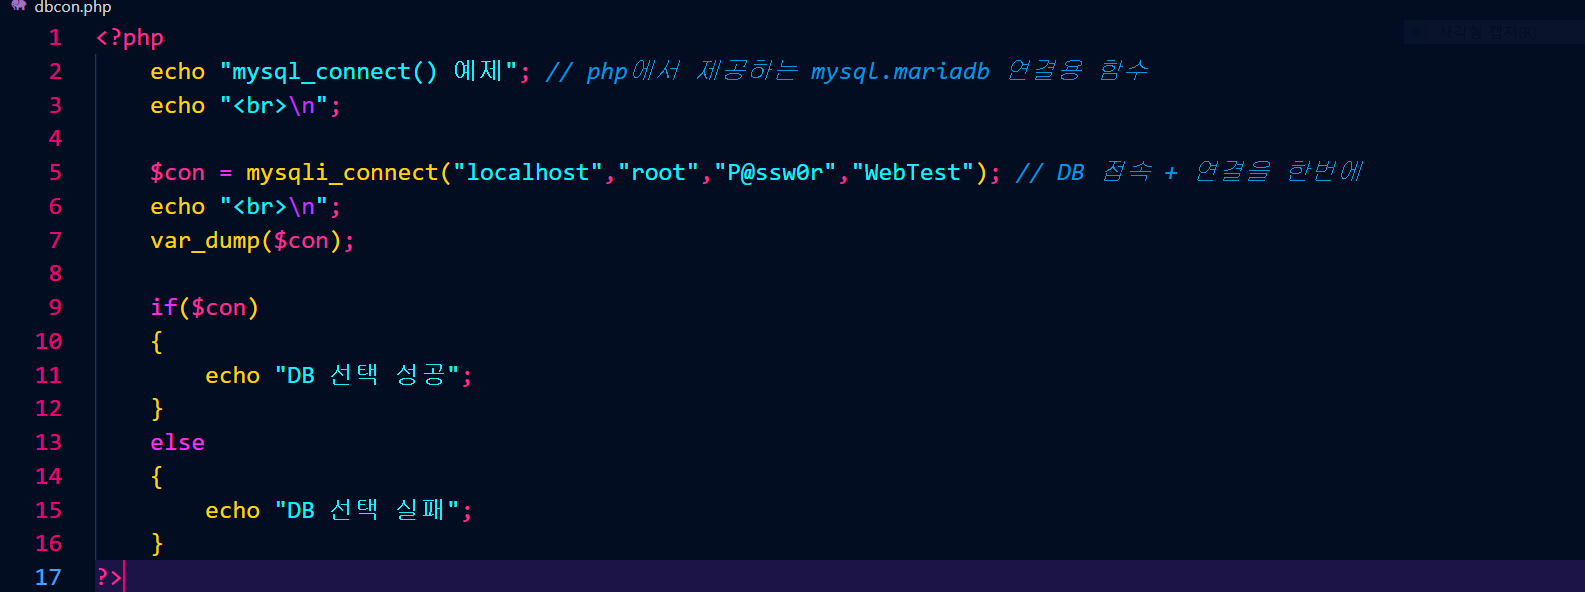 dbcon.php
1 <?php
2 echo "mysql_connect() 예제"; // php에서 제공하는 mysql.mariadb 연결용 함수
3 echo "<br>\n";
4
5 $con = mysqli_connect("localhost","root","P@ssw0r","WebTest"); // DB 접속 + 연결을 한번에
6 echo "<br>\n";
7 var_dump($con);
8
9 if($con)
10 {
11 echo "DB 선택 성공";
12 }
13 else
14 {
15 echo "DB 선택 실패";
16 }
17 ?>